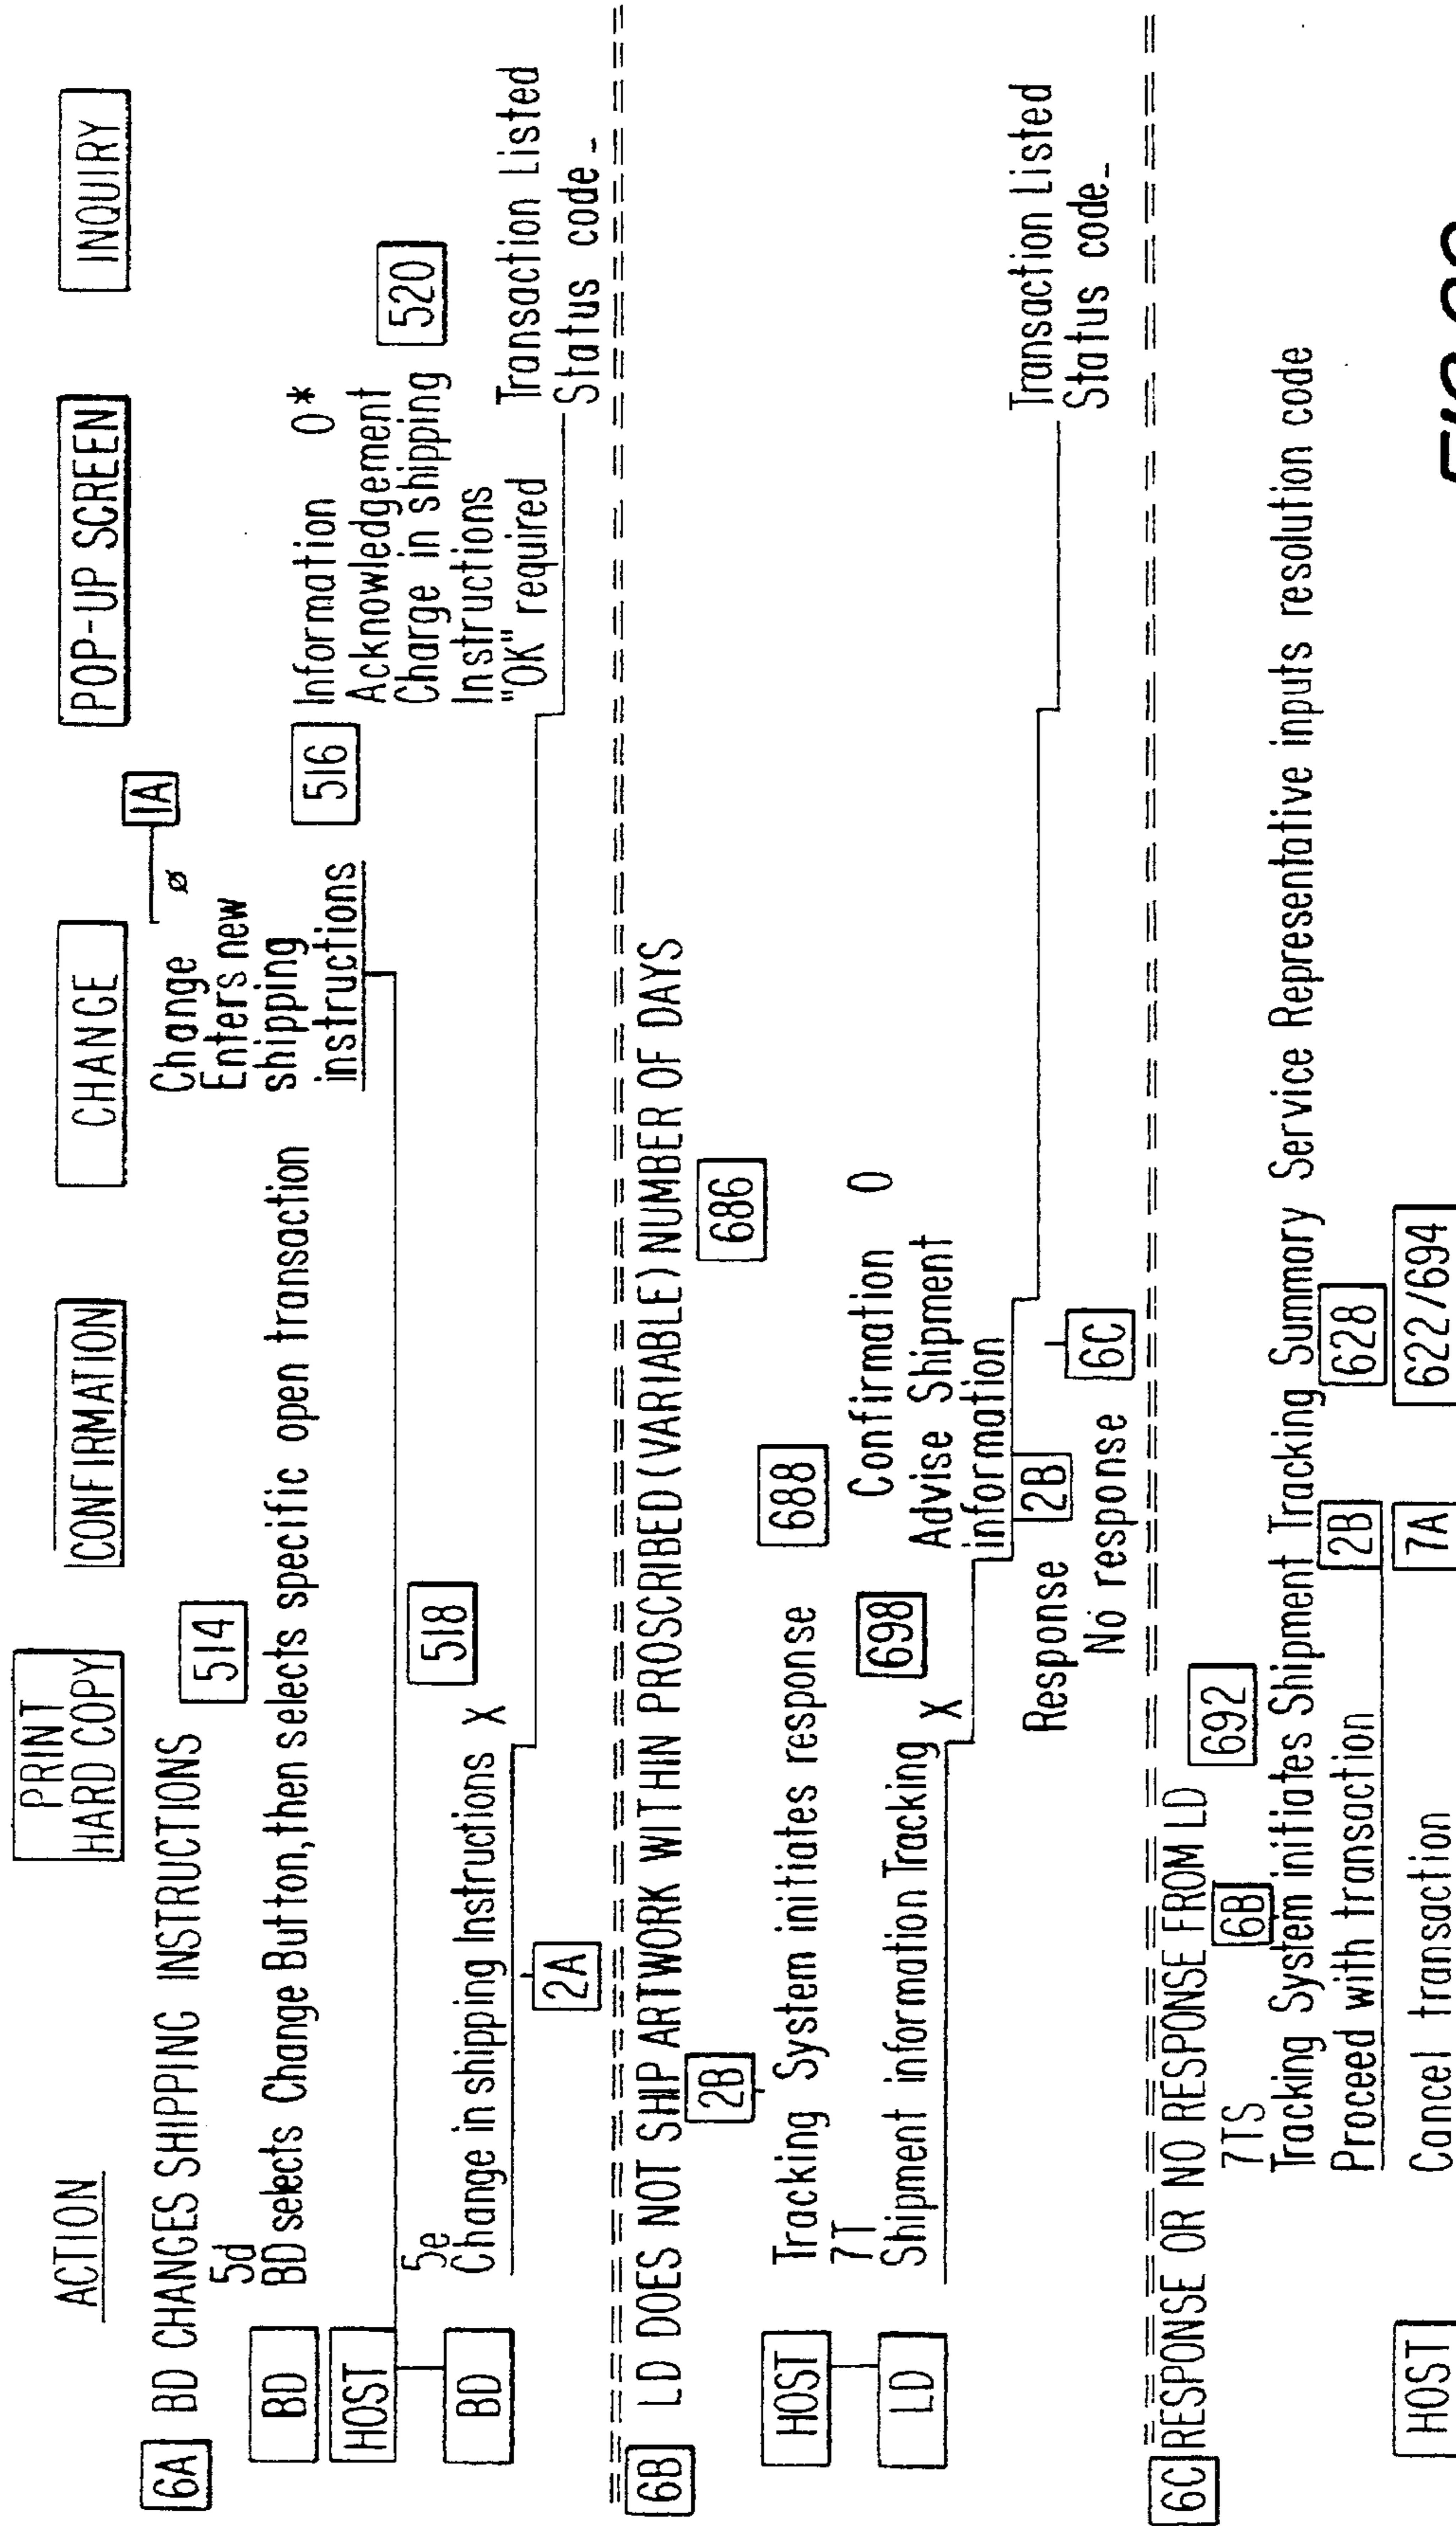 ACTION
PRINT
HARD COPY
CONFIRMATION
CHANGE
POP-UP SCREEN
INQUIRY
6A BD CHANGES SHIPPING INSTRUCTIONS
514
1A
ø
Change
Enters new
shipping
instructions
5d
BD BD selects Change Button, then selects specific open transaction
HOST
516
Information 0*
Acknowledgement
Charge in shipping
Instructions
"OK" required
520
518
5e
BD Change in shipping Instructions X
2A
Transaction Listed
Status code_
6B LD DOES NOT SHIP ARTWORK WITHIN PROSCRIBED (VARIABLE) NUMBER OF DAYS
2B
686
688
HOST Tracking System initiates response
7T
698
LD Shipment information Tracking X
Confirmation 0
Advise Shipment
information
Response 2B
No response 6C
Transaction Listed
Status code_
6C RESPONSE OR NO RESPONSE FROM LD
692
6B
7TS
Tracking System initiates Shipment Tracking Summary Service Representative inputs resolution code
Proceed with transaction 2B 628
HOST Cancel transaction 7A 622/694